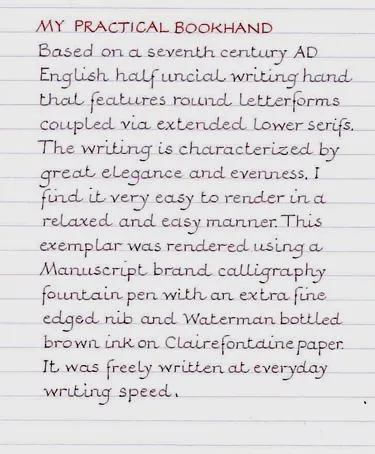 MY PRACTICAL BOOKHAND
Based on a seventh century AD
English half uncial writing hand
that features round letterforms
coupled via extended lower serifs.
The writing is characterized by
great elegance and evenness. I
find it very easy to render in a
relaxed and easy manner. This
exemplar was rendered using a
Manuscript brand calligraphy
fountain pen with an extra fine
edged nib and Waterman bottled
brown ink on Clairefontaine paper.
It was freely written at everyday
writing speed.